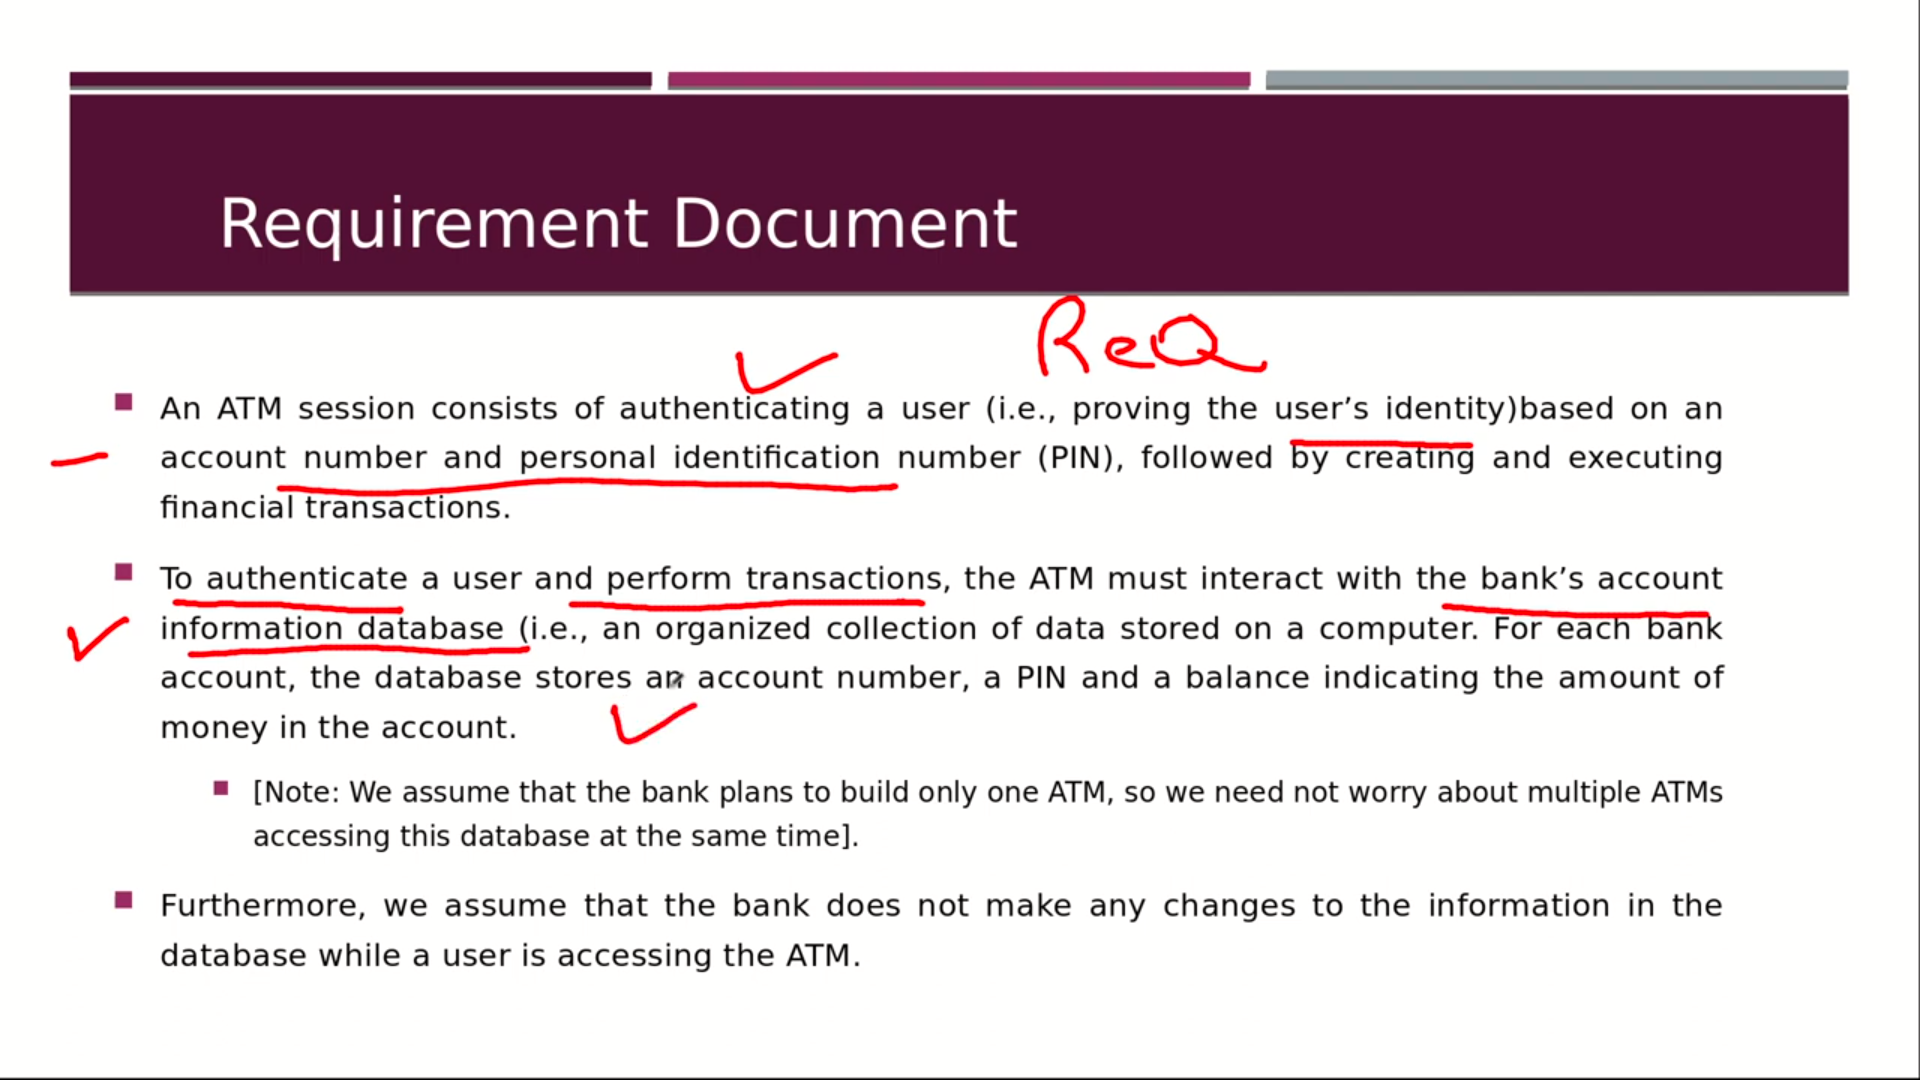 Requirement Document
ReQ
An ATM session consists of authenticating a user (i.e., proving the user’s identity)based on an
account number and personal identification number (PIN), followed by creating and executing
financial transactions.
To authenticate a user and perform transactions, the ATM must interact with the bank’s account
information database (i.e., an organized collection of data stored on a computer. For each bank
account, the database stores an account number, a PIN and a balance indicating the amount of
money in the account.
[Note: We assume that the bank plans to build only one ATM, so we need not worry about multiple ATMs
accessing this database at the same time].
Furthermore, we assume that the bank does not make any changes to the information in the
database while a user is accessing the ATM.